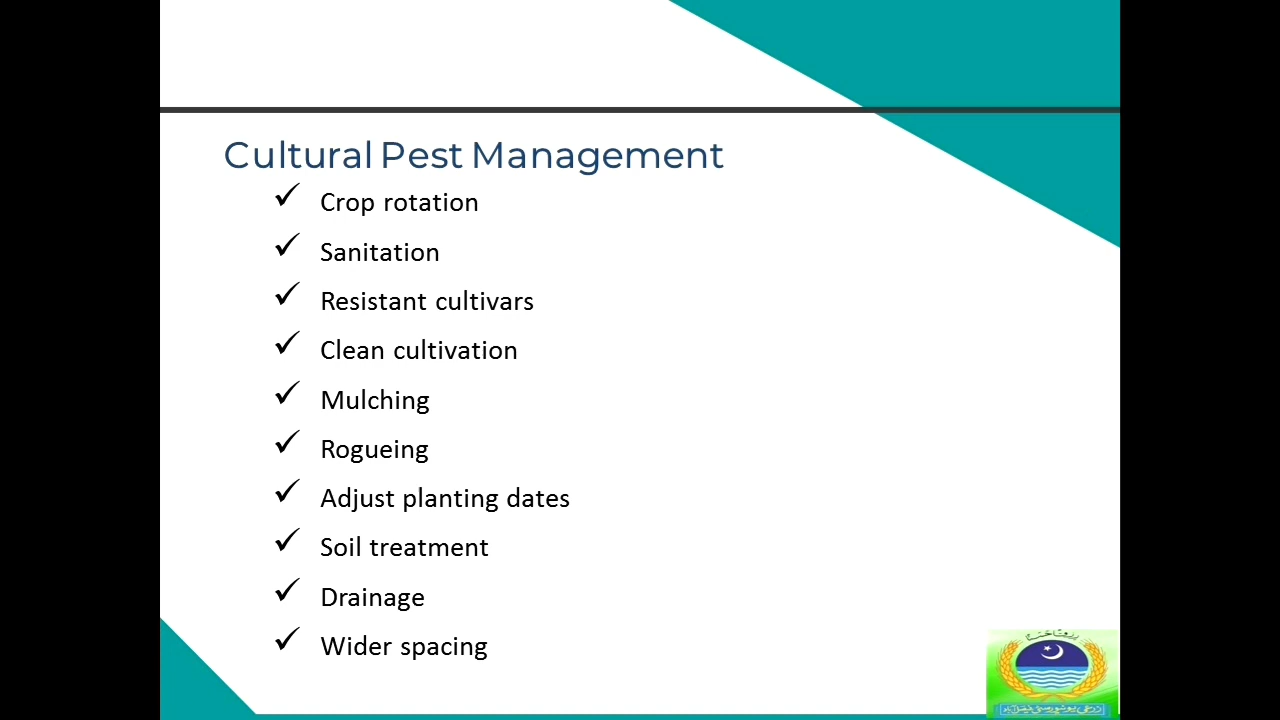 Cultural Pest Management
✓ Crop rotation
✓ Sanitation
✓ Resistant cultivars
✓ Clean cultivation
✓ Mulching
✓ Rogueing
✓ Adjust planting dates
✓ Soil treatment
✓ Drainage
✓ Wider spacing